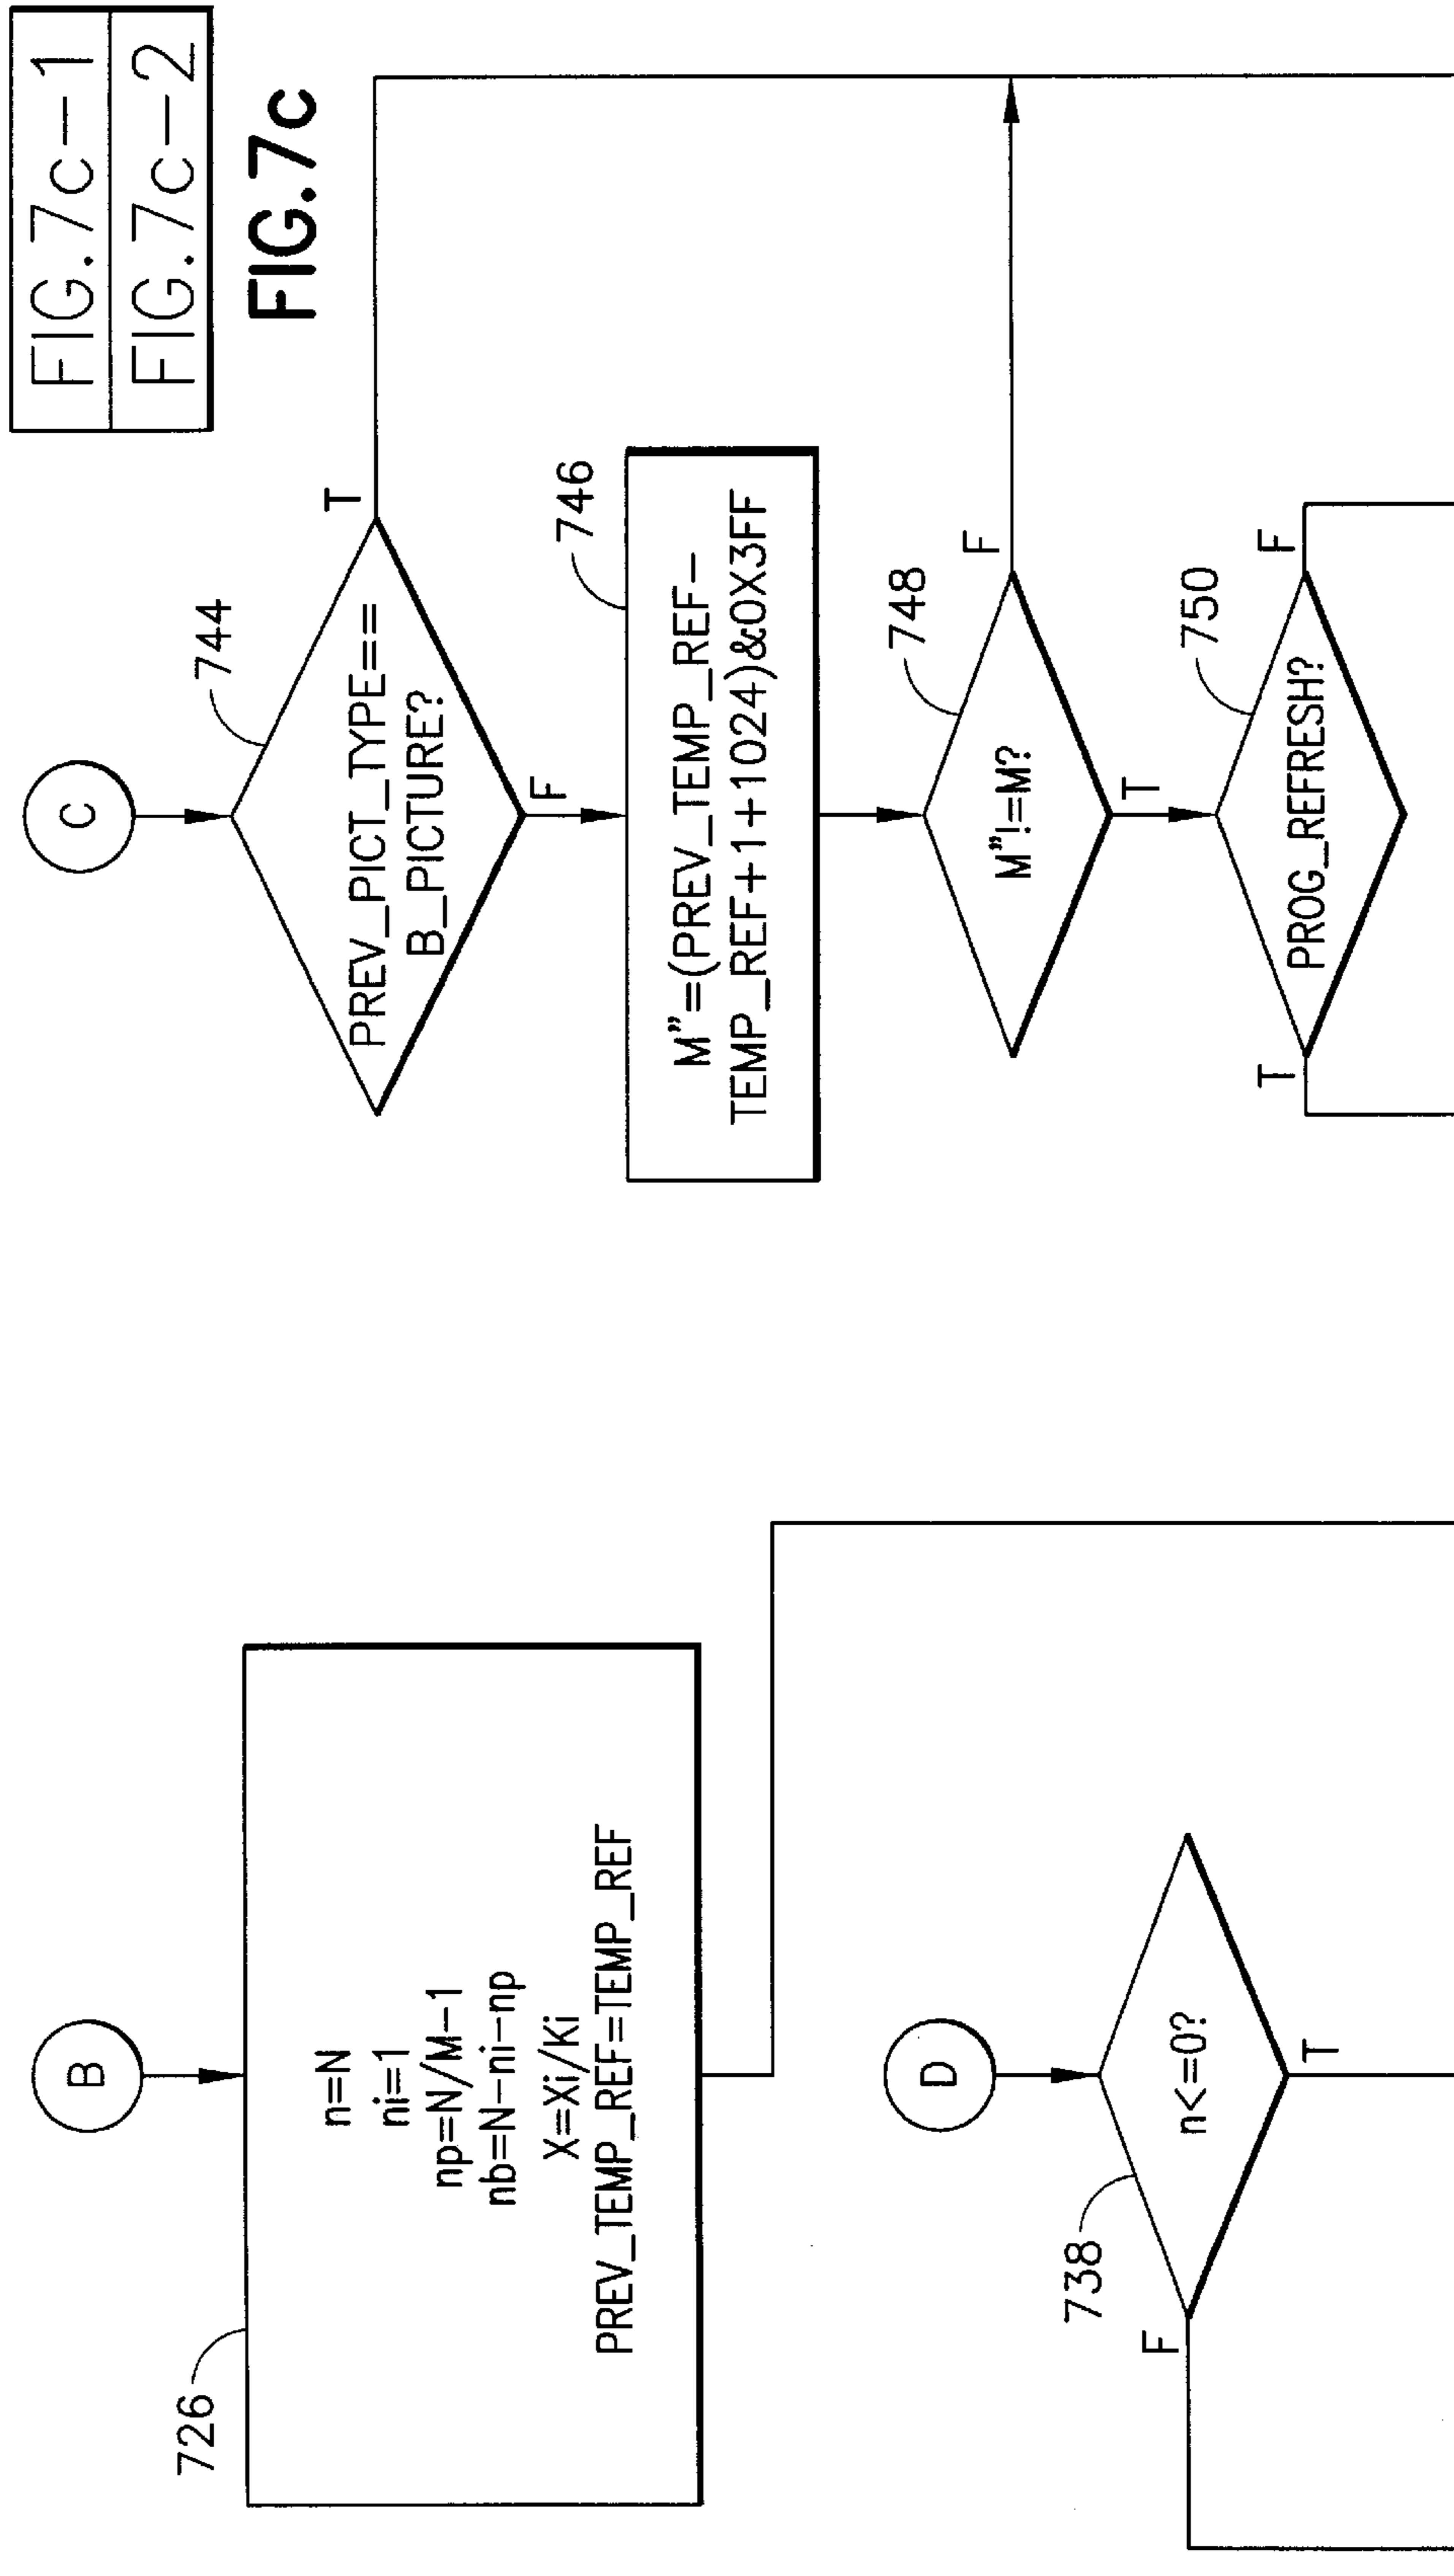 FIG.7c-1
FIG.7c-2
FIG.7c
B
726
n=N
ni=1
np=N/M-1
nb=N-ni-np
X=Xi/Ki
PREV_TEMP_REF=TEMP_REF
D
738
n<=0?
F
T
C
744
PREV_PICT_TYPE==
B_PICTURE?
T
F
746
M"=(PREV_TEMP_REF-
TEMP_REF+1+1024)&0X3FF
748
M"!=M?
F
T
750
PROG_REFRESH?
T
F